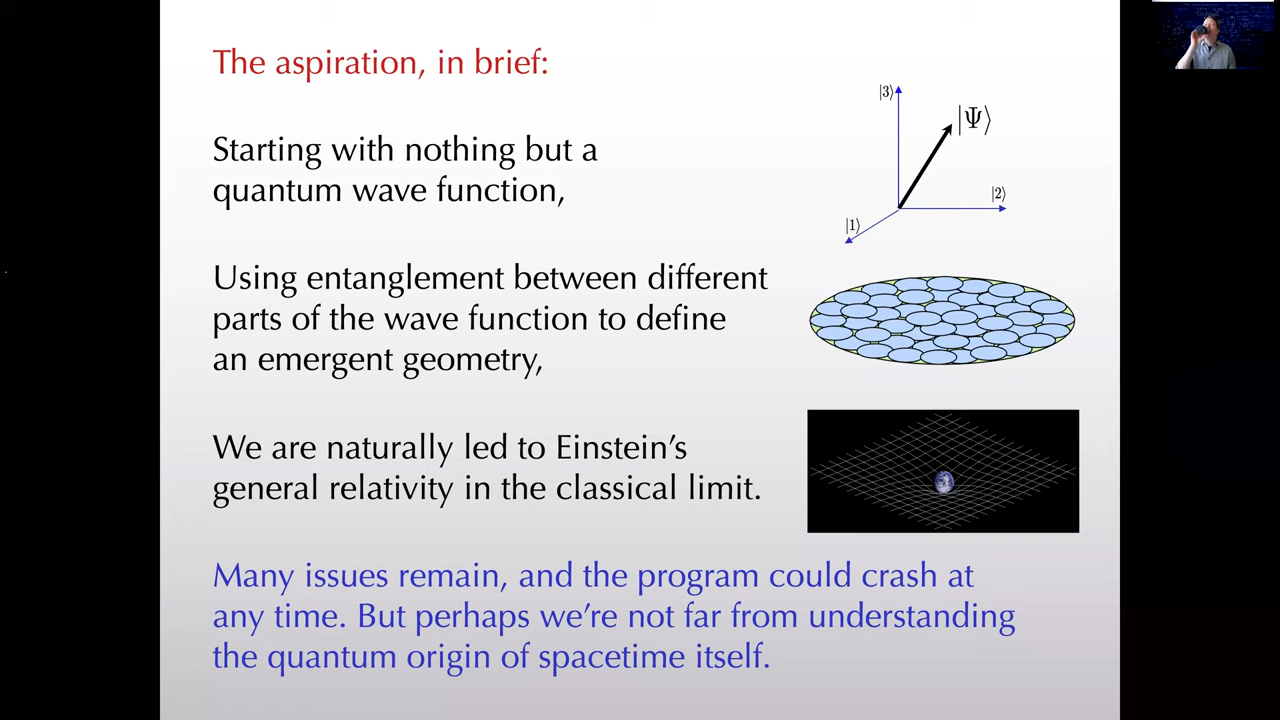 The aspiration, in brief:
Starting with nothing but a
quantum wave function,
|3⟩
|Ψ⟩
|2⟩
|1⟩
Using entanglement between different
parts of the wave function to define
an emergent geometry,
We are naturally led to Einstein’s
general relativity in the classical limit.
Many issues remain, and the program could crash at
any time. But perhaps we’re not far from understanding
the quantum origin of spacetime itself.